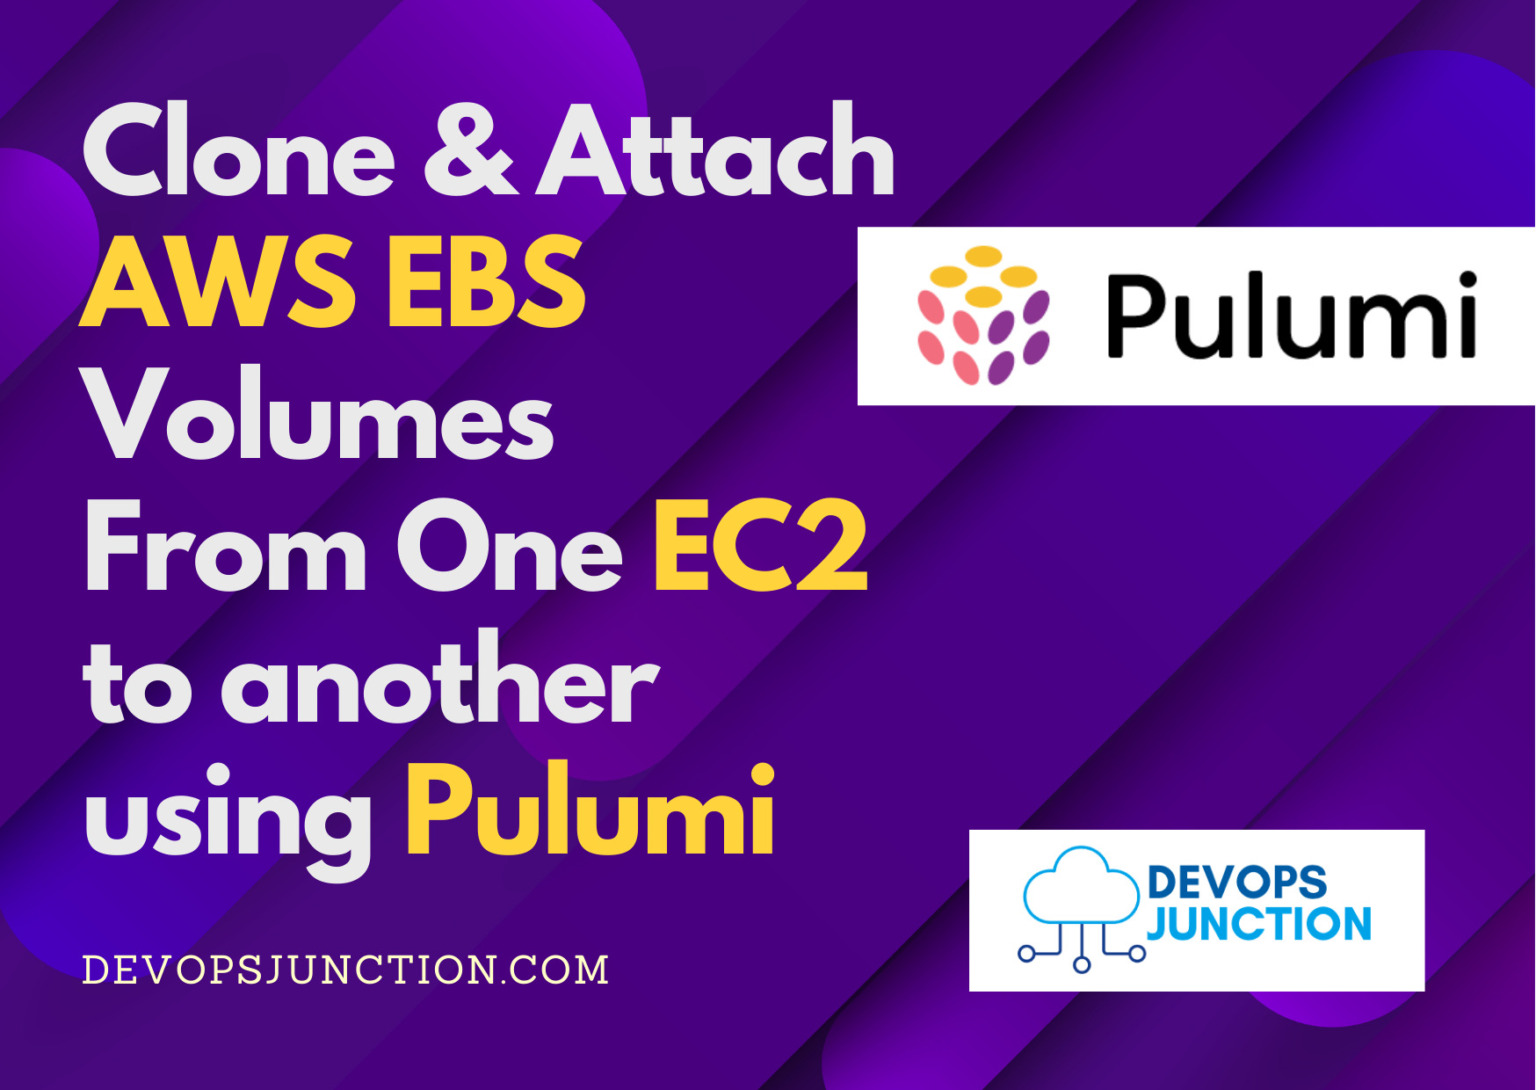 Clone & Attach
AWS EBS
Volumes
From One EC2
to another
using Pulumi
DEVOPSJUNCTION.COM
Pulumi
DEVOPS
JUNCTION